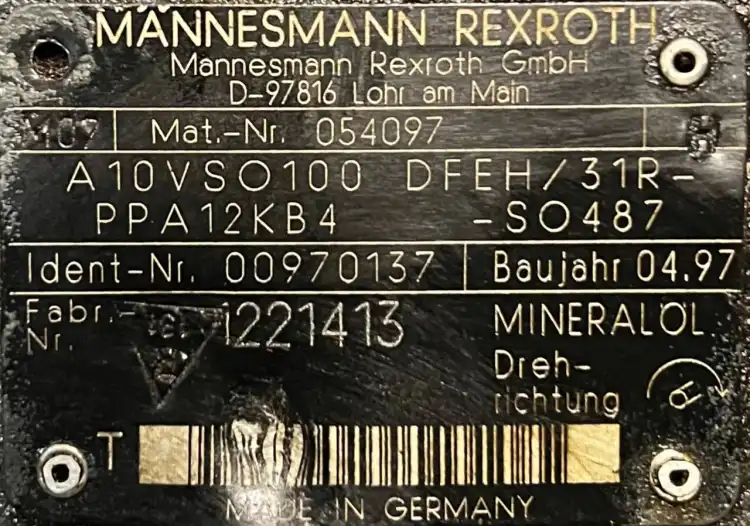 MANNESMANN REXROTH
Mannesmann Rexroth GmbH
D-97816 Lohr am Main
Mat.-Nr. 054097 H
A10VSO100 DFEH/31R-
PPA12KB4 -SO487
Ident-Nr. 00970137 Baujahr 04.97
Fabr.-Nr. 1221413 MINERALÖL
Dreh-
richtung R
T
MADE IN GERMANY